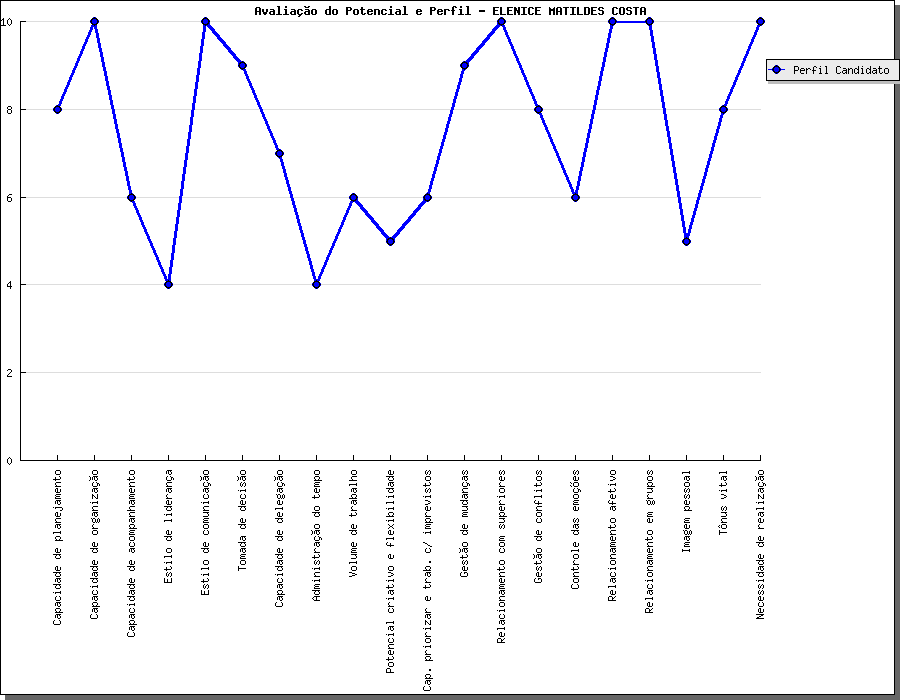 Avaliação do Potencial e Perfil - ELENICE MATILDES COSTA
10
8
6
4
2
0
Perfil Candidato
Capacidade de planejamento
Capacidade de organização
Capacidade de acompanhamento
Estilo de liderança
Estilo de comunicação
Tomada de decisão
Capacidade de delegação
Administração do tempo
Volume de trabalho
Potencial criativo e flexibilidade
Cap. priorizar e trab. c/ imprevistos
Gestão de mudanças
Relacionamento com superiores
Gestão de conflitos
Controle das emoções
Relacionamento afetivo
Relacionamento em grupos
Imagem pessoal
Tônus vital
Necessidade de realização